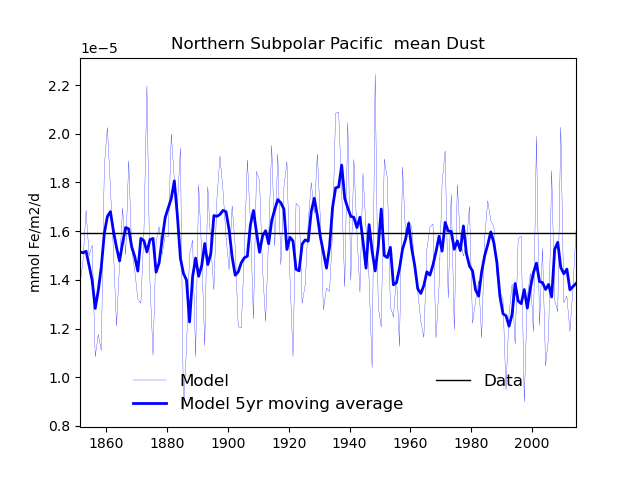 Northern Subpolar Pacific  mean Dust
1e−5
mmol Fe/m2/d
2.2
2.0
1.8
1.6
1.4
1.2
1.0
0.8
1860 1880 1900 1920 1940 1960 1980 2000
Model
Model 5yr moving average
Data